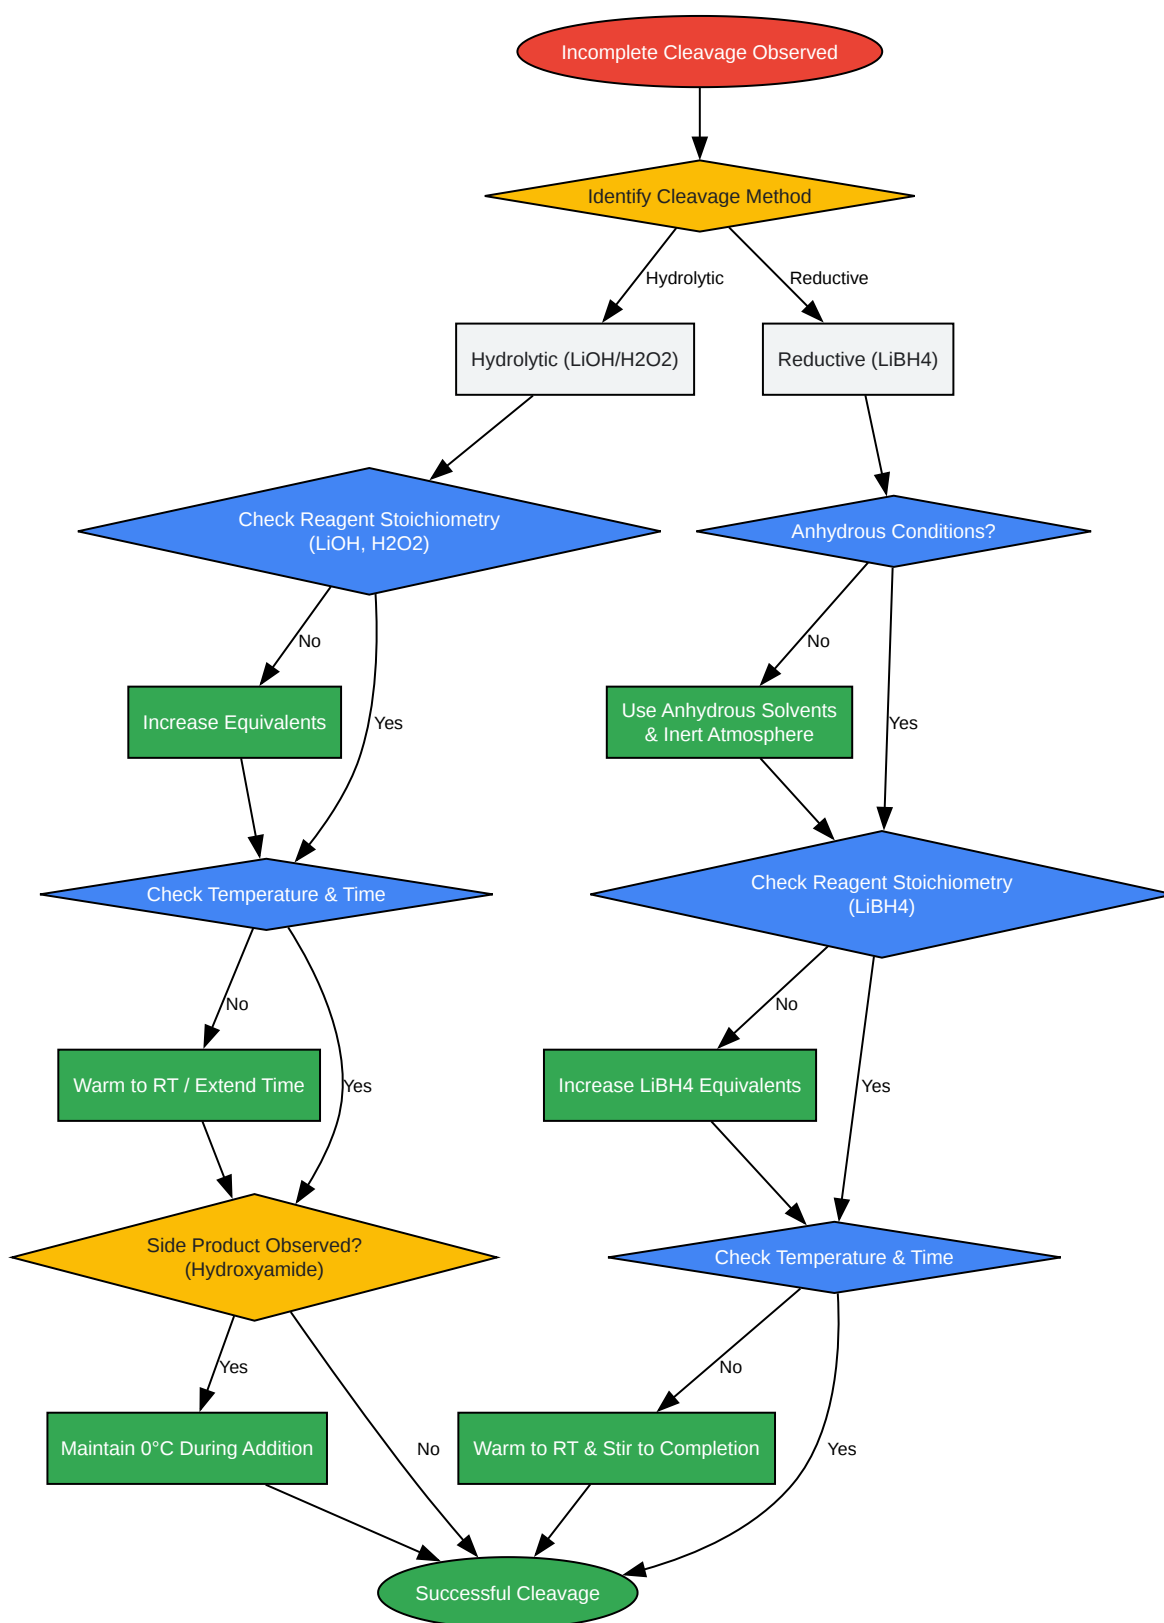 Incomplete Cleavage Observed
Identify Cleavage Method
Hydrolytic
Reductive
Hydrolytic (LiOH/H2O2)
Reductive (LiBH4)
Check Reagent Stoichiometry
(LiOH, H2O2)
Anhydrous Conditions?
No
No
Increase Equivalents
Yes
Use Anhydrous Solvents
& Inert Atmosphere
Yes
Check Temperature & Time
Check Reagent Stoichiometry
(LiBH4)
No
No
Warm to RT / Extend Time
Yes
Increase LiBH4 Equivalents
Yes
Side Product Observed?
(Hydroxyamide)
Check Temperature & Time
Yes
No
Maintain 0°C During Addition
No
Warm to RT & Stir to Completion
Yes
Successful Cleavage